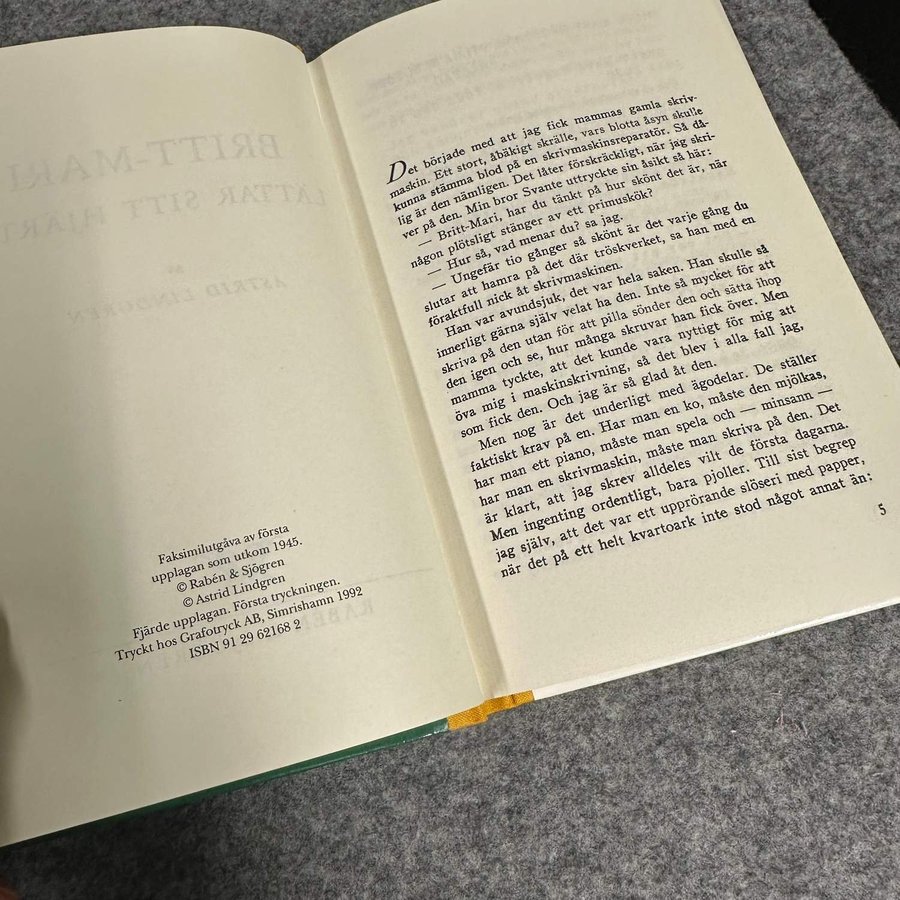 BRITT-MARI
LÄTTAR SITT HJÄRTA
AV
ASTRID LINDGREN
Faksimilutgåva av första
upplagan som utkom 1945.
© Rabén & Sjögren
© Astrid Lindgren
Fjärde upplagan. Första tryckningen.
Tryckt hos Grafotryck AB, Simrishamn 1992
ISBN 91 29 62168 2
Det började med att jag fick mammas gamla skriv-
maskin. Ett stort, åbäkigt skrälle, vars blotta åsyn skulle
kunna stämma blod på en skrivmaskinsreparatör. Så då-
lig är den nämligen. Det låter förskräckligt, när jag skri-
ver på den. Min bror Svante uttryckte sin åsikt så här:
— Britt-Mari, har du tänkt på hur skönt det är, när
någon plötsligt stänger av ett primuskök?
— Hur så, vad menar du? sa jag.
— Ungefär tio gånger så skönt är det varje gång du
slutar att hamra på det där tröskverket, sa han med en
föraktfull nick åt skrivmaskinen.
Han var avundsjuk, det var hela saken. Han skulle så
innerligt gärna själv velat ha den. Inte så mycket för att
skriva på den utan för att pilla sönder den och sätta ihop
den igen och se, hur många skruvar han fick över. Men
mamma tyckte, att det kunde vara nyttigt för mig att
öva mig i maskinskrivning, så det blev i alla fall jag,
som fick den. Och jag är så glad åt den.
Men nog är det underligt med ägodelar. De ställer
faktiskt krav på en. Har man en ko, måste den mjölkas,
har man ett piano, måste man spela och — minsann —
har man en skrivmaskin, måste man skriva på den. Det
är klart, att jag skrev alldeles vilt de första dagarna.
Men ingenting ordentligt, bara pjoller. Till sist begrep
jag själv, att det var ett upprörande slöseri med papper,
när det på ett helt kvartoark inte stod något annat än:
5